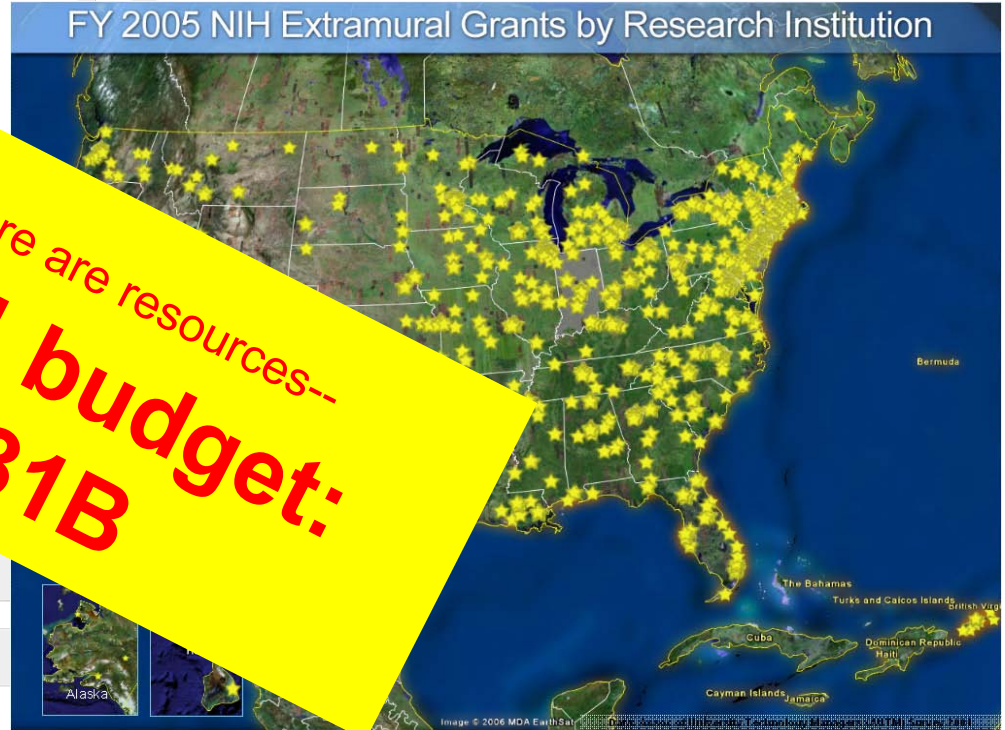 FY 2005 NIH Extramural Grants by Research Institution
are resources--
budget:
31B
Bermuda
The Bahamas
Turks and Caicos Islands
British
Cuba
Dominican Republic
Haiti
Cayman Islands
Jamaica
Alaska
Image © 2006 MDA EarthSat